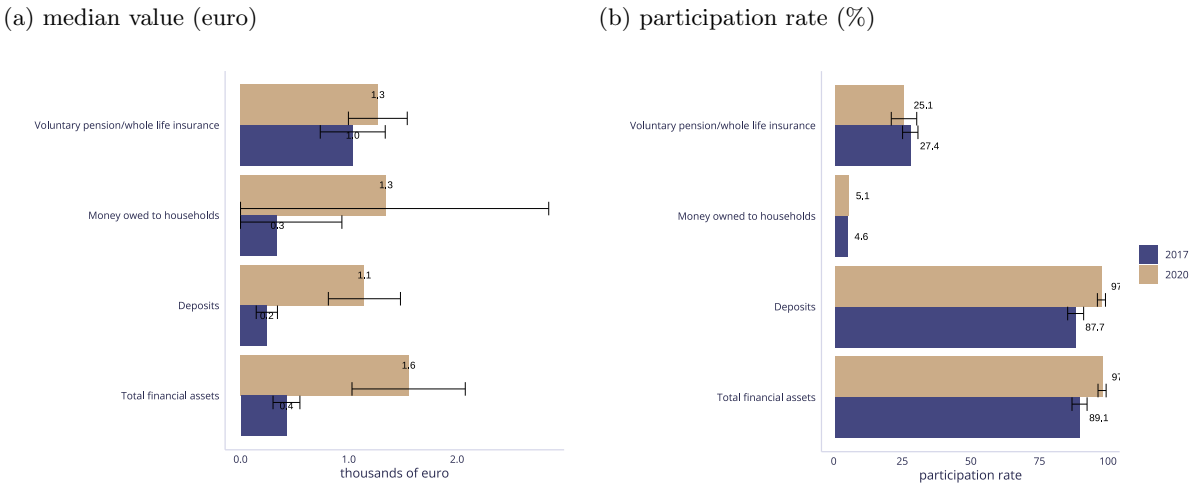 (a) median value (euro)
Voluntary pension/whole life insurance
1.3
1.0
Money owed to households
1.3
0.3
Deposits
1.1
0.2
Total financial assets
1.6
0.4
0.0 1.0 2.0
thousands of euro
(b) participation rate (%)
Voluntary pension/whole life insurance
25.1
27.4
Money owned to households
5.1
4.6
Deposits
97
87.7
Total financial assets
97
89.1
0 25 50 75 100
participation rate
2017
2020